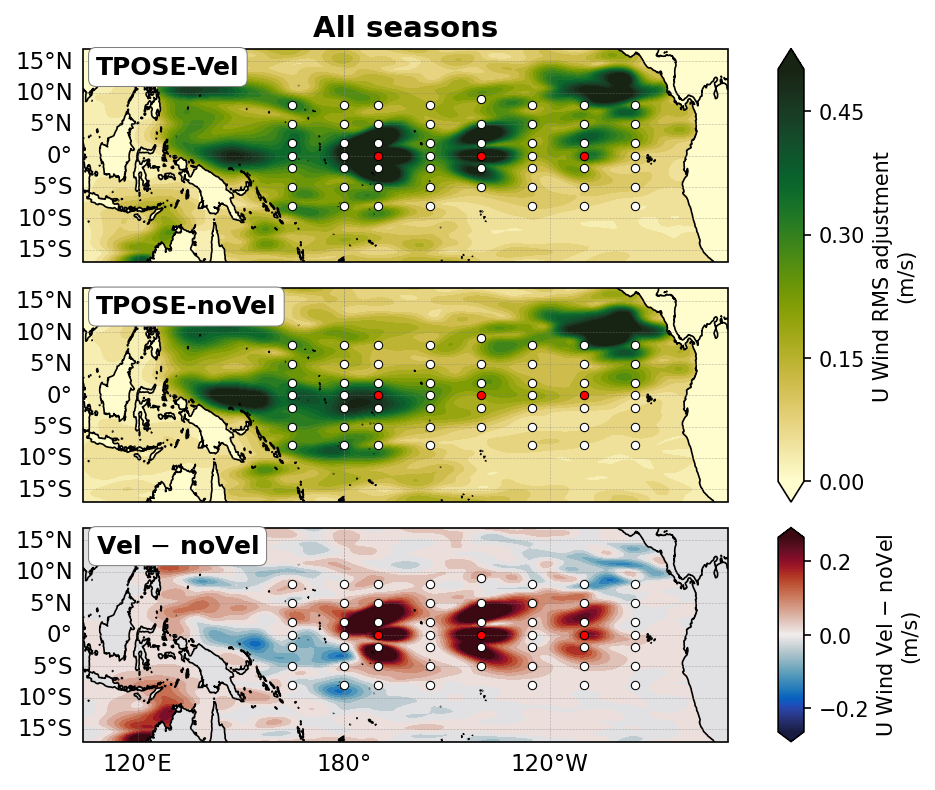 All seasons
TPOSE-Vel
15°N
10°N
5°N
0°
5°S
10°S
15°S
TPOSE-noVel
15°N
10°N
5°N
0°
5°S
10°S
15°S
0.45
0.30
0.15
0.00
U Wind RMS adjustment
(m/s)
Vel − noVel
15°N
10°N
5°N
0°
5°S
10°S
15°S
120°E
180°
120°W
0.2
0.0
−0.2
U Wind Vel − noVel
(m/s)